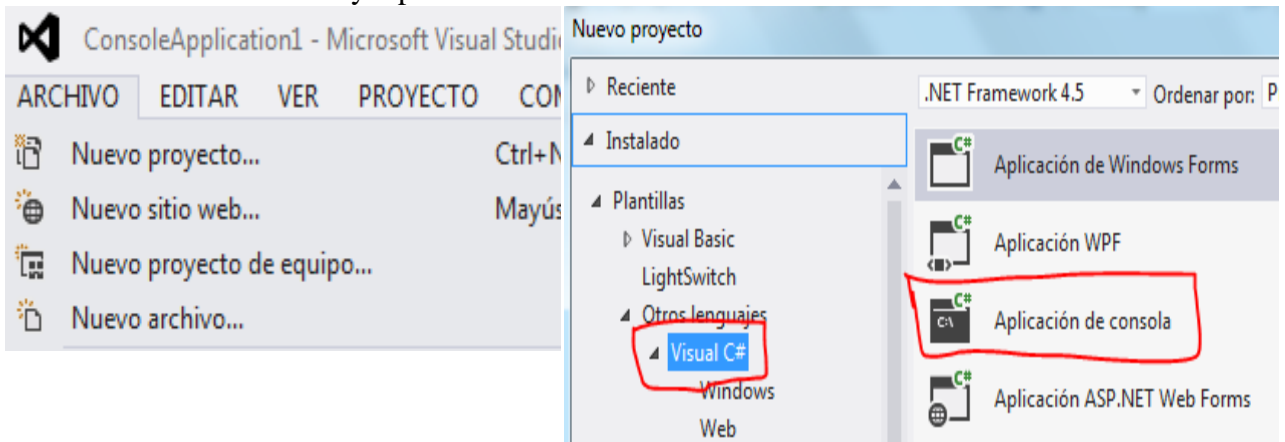 ConsoleApplication1 - Microsoft Visual Studi
ARCHIVO EDITAR VER PROYECTO
Nuevo proyecto... Ctrl+N
Nuevo sitio web... Mayús
Nuevo proyecto de equipo...
Nuevo archivo...
Nuevo proyecto
Reciente
Instalado
Plantillas
Visual Basic
LightSwitch
Otros lenguajes
Visual C#
Windows
Web
.NET Framework 4.5 Ordenar por: P
C# Aplicación de Windows Forms
C# Aplicación WPF
C# C:\ Aplicación de consola
C# Aplicación ASP.NET Web Forms